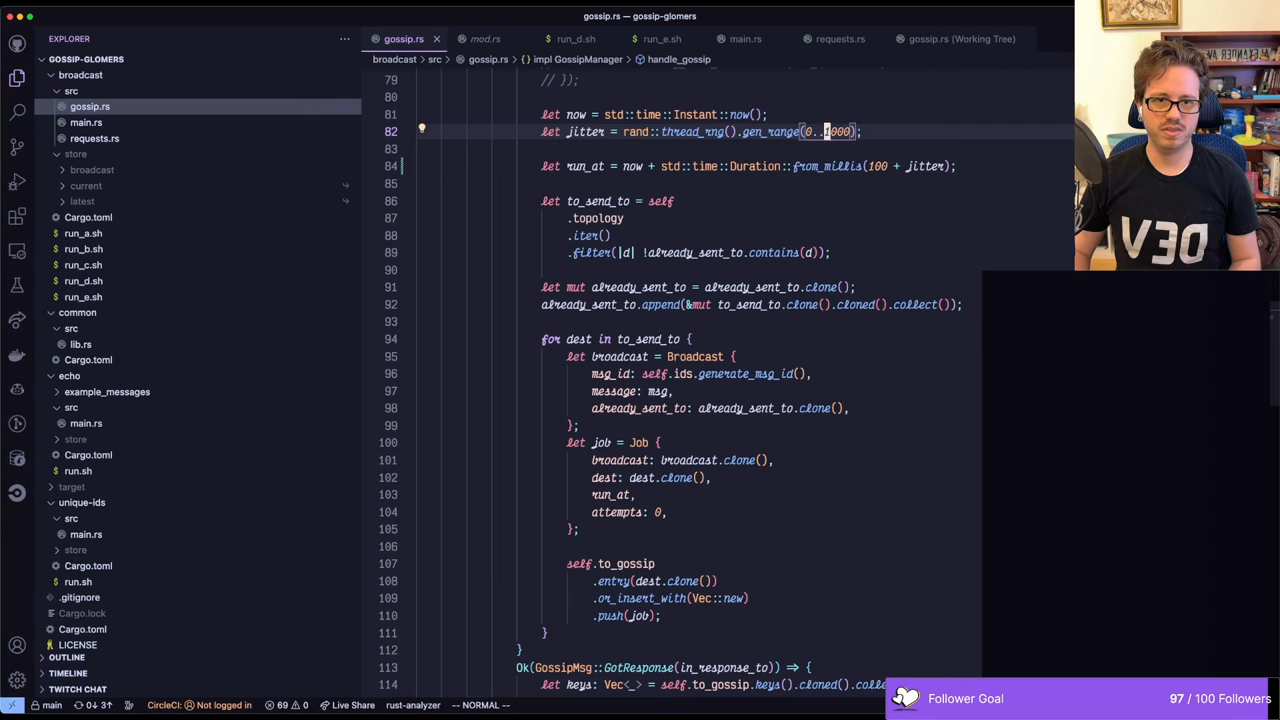 gossip.rs — gossip-glomers
EXPLORER
gossip.rs
mod.rs
run_d.sh
run_e.sh
main.rs
requests.rs
gossip.rs (Working Tree)
GOSSIP-GLOMERS
broadcast
src
gossip.rs
main.rs
requests.rs
store
broadcast
current
latest
Cargo.toml
run_a.sh
run_b.sh
run_c.sh
run_d.sh
run_e.sh
common
src
lib.rs
Cargo.toml
echo
example_messages
src
main.rs
store
Cargo.toml
run.sh
target
unique-ids
src
main.rs
store
Cargo.toml
run.sh
.gitignore
Cargo.lock
Cargo.toml
LICENSE
OUTLINE
TIMELINE
TWITCH CHAT
broadcast > src > gossip.rs > {} impl GossipManager > handle_gossip
79 // });
80
81 let now = std::time::Instant::now();
82 let jitter = rand::thread_rng().gen_range(0..1000);
83
84 let run_at = now + std::time::Duration::from_millis(100 + jitter);
85
86 let to_send_to = self
87 .topology
88 .iter()
89 .filter(|d| !already_sent_to.contains(d));
90
91 let mut already_sent_to = already_sent_to.clone();
92 already_sent_to.append(&mut to_send_to.clone().cloned().collect());
93
94 for dest in to_send_to {
95 let broadcast = Broadcast {
96 msg_id: self.ids.generate_msg_id(),
97 message: msg,
98 already_sent_to: already_sent_to.clone(),
99 };
100 let job = Job {
101 broadcast: broadcast.clone(),
102 dest: dest.clone(),
103 run_at,
104 attempts: 0,
105 };
106
107 self.to_gossip
108 .entry(dest.clone())
109 .or_insert_with(Vec::new)
110 .push(job);
111 }
112 }
113 Ok(GossipMsg::GotResponse(in_response_to)) => {
114 let keys: Vec<_> = self.to_gossip.keys().cloned().collec
DEV
main
0↓ 3↑
CircleCI: Not logged in
69 0
Live Share
rust-analyzer
-- NORMAL --
Follower Goal
97 / 100 Followers